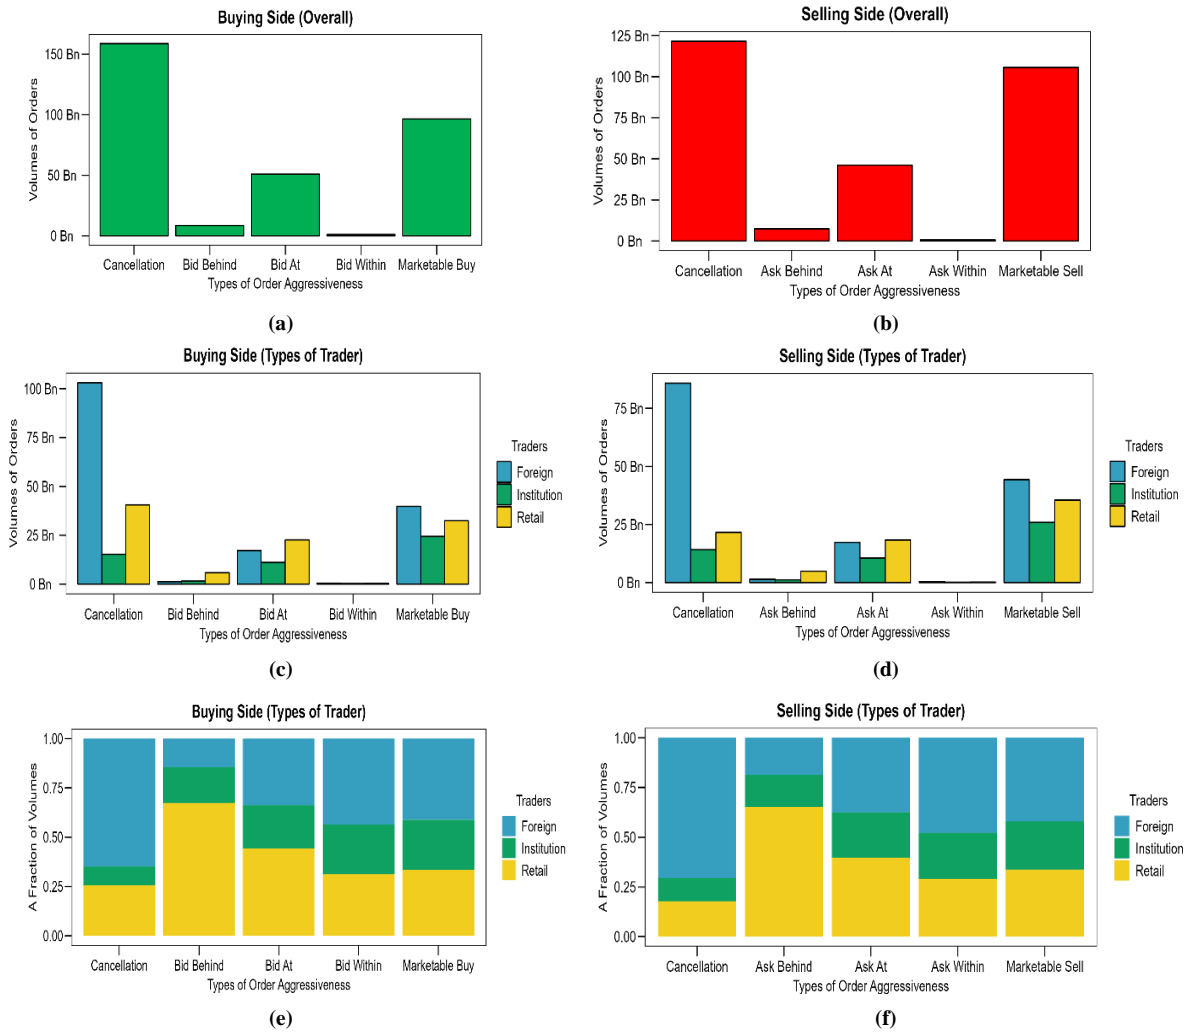 Buying Side (Overall)
Volumes of Orders
150 Bn
100 Bn
50 Bn
0 Bn
Cancellation Bid Behind Bid At Bid Within Marketable Buy
Types of Order Aggressiveness
(a)
Selling Side (Overall)
Volumes of Orders
125 Bn
100 Bn
75 Bn
50 Bn
25 Bn
0 Bn
Cancellation Ask Behind Ask At Ask Within Marketable Sell
Types of Order Aggressiveness
(b)
Buying Side (Types of Trader)
Volumes of Orders
100 Bn
75 Bn
50 Bn
25 Bn
0 Bn
Cancellation Bid Behind Bid At Bid Within Marketable Buy
Types of Order Aggressiveness
Traders
Foreign
Institution
Retail
(c)
Selling Side (Types of Trader)
Volumes of Orders
75 Bn
50 Bn
25 Bn
0 Bn
Cancellation Ask Behind Ask At Ask Within Marketable Sell
Types of Order Aggressiveness
Traders
Foreign
Institution
Retail
(d)
Buying Side (Types of Trader)
A Fraction of Volumes
1.00
0.75
0.50
0.25
0.00
Cancellation Bid Behind Bid At Bid Within Marketable Buy
Types of Order Aggressiveness
Traders
Foreign
Institution
Retail
(e)
Selling Side (Types of Trader)
A Fraction of Volumes
1.00
0.75
0.50
0.25
0.00
Cancellation Ask Behind Ask At Ask Within Marketable Sell
Types of Order Aggressiveness
Traders
Foreign
Institution
Retail
(f)